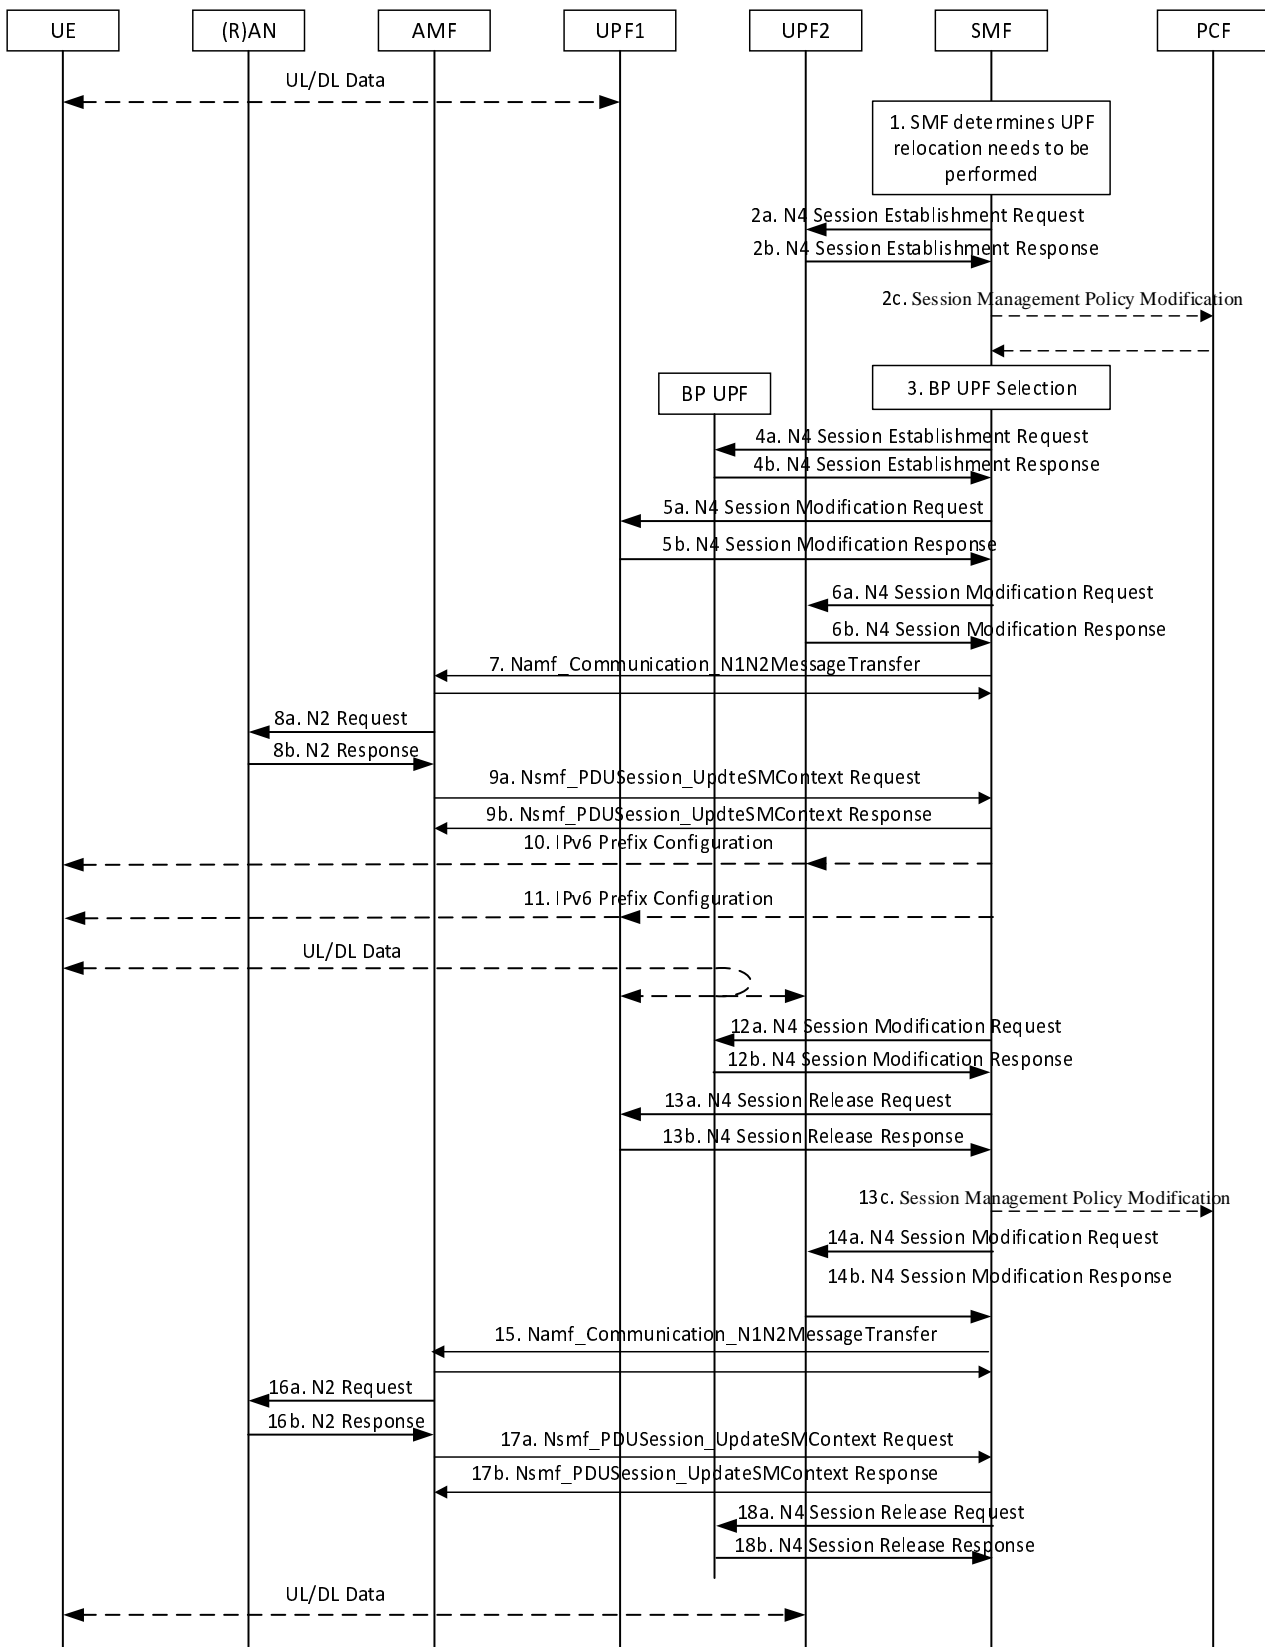 UE
(R)AN
AMF
UPF1
UPF2
SMF
PCF
UL/DL Data
1. SMF determines UPF
relocation needs to be
performed
2a. N4 Session Establishment Request
2b. N4 Session Establishment Response
2c. Session Management Policy Modification
BP UPF
3. BP UPF Selection
4a. N4 Session Establishment Request
4b. N4 Session Establishment Response
5a. N4 Session Modification Request
5b. N4 Session Modification Response
6a. N4 Session Modification Request
6b. N4 Session Modification Response
7. Namf_Communication_N1N2MessageTransfer
8a. N2 Request
8b. N2 Response
9a. Nsmf_PDUSession_UpdteSMContext Request
9b. Nsmf_PDUSession_UpdteSMContext Response
10. IPv6 Prefix Configuration
11. IPv6 Prefix Configuration
UL/DL Data
12a. N4 Session Modification Request
12b. N4 Session Modification Response
13a. N4 Session Release Request
13b. N4 Session Release Response
13c. Session Management Policy Modification
14a. N4 Session Modification Request
14b. N4 Session Modification Response
15. Namf_Communication_N1N2MessageTransfer
16a. N2 Request
16b. N2 Response
17a. Nsmf_PDUSession_UpdateSMContext Request
17b. Nsmf_PDUSession_UpdateSMContext Response
18a. N4 Session Release Request
18b. N4 Session Release Response
UL/DL Data